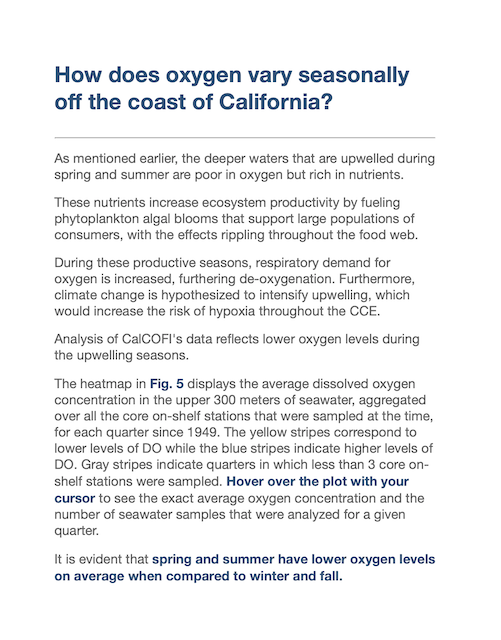 How does oxygen vary seasonally
off the coast of California?
As mentioned earlier, the deeper waters that are upwelled during
spring and summer are poor in oxygen but rich in nutrients.
These nutrients increase ecosystem productivity by fueling
phytoplankton algal blooms that support large populations of
consumers, with the effects rippling throughout the food web.
During these productive seasons, respiratory demand for
oxygen is increased, furthering de-oxygenation. Furthermore,
climate change is hypothesized to intensify upwelling, which
would increase the risk of hypoxia throughout the CCE.
Analysis of CalCOFI's data reflects lower oxygen levels during
the upwelling seasons.
The heatmap in Fig. 5 displays the average dissolved oxygen
concentration in the upper 300 meters of seawater, aggregated
over all the core on-shelf stations that were sampled at the time,
for each quarter since 1949. The yellow stripes correspond to
lower levels of DO while the blue stripes indicate higher levels of
DO. Gray stripes indicate quarters in which less than 3 core on-
shelf stations were sampled. Hover over the plot with your
cursor to see the exact average oxygen concentration and the
number of seawater samples that were analyzed for a given
quarter.
It is evident that spring and summer have lower oxygen levels
on average when compared to winter and fall.